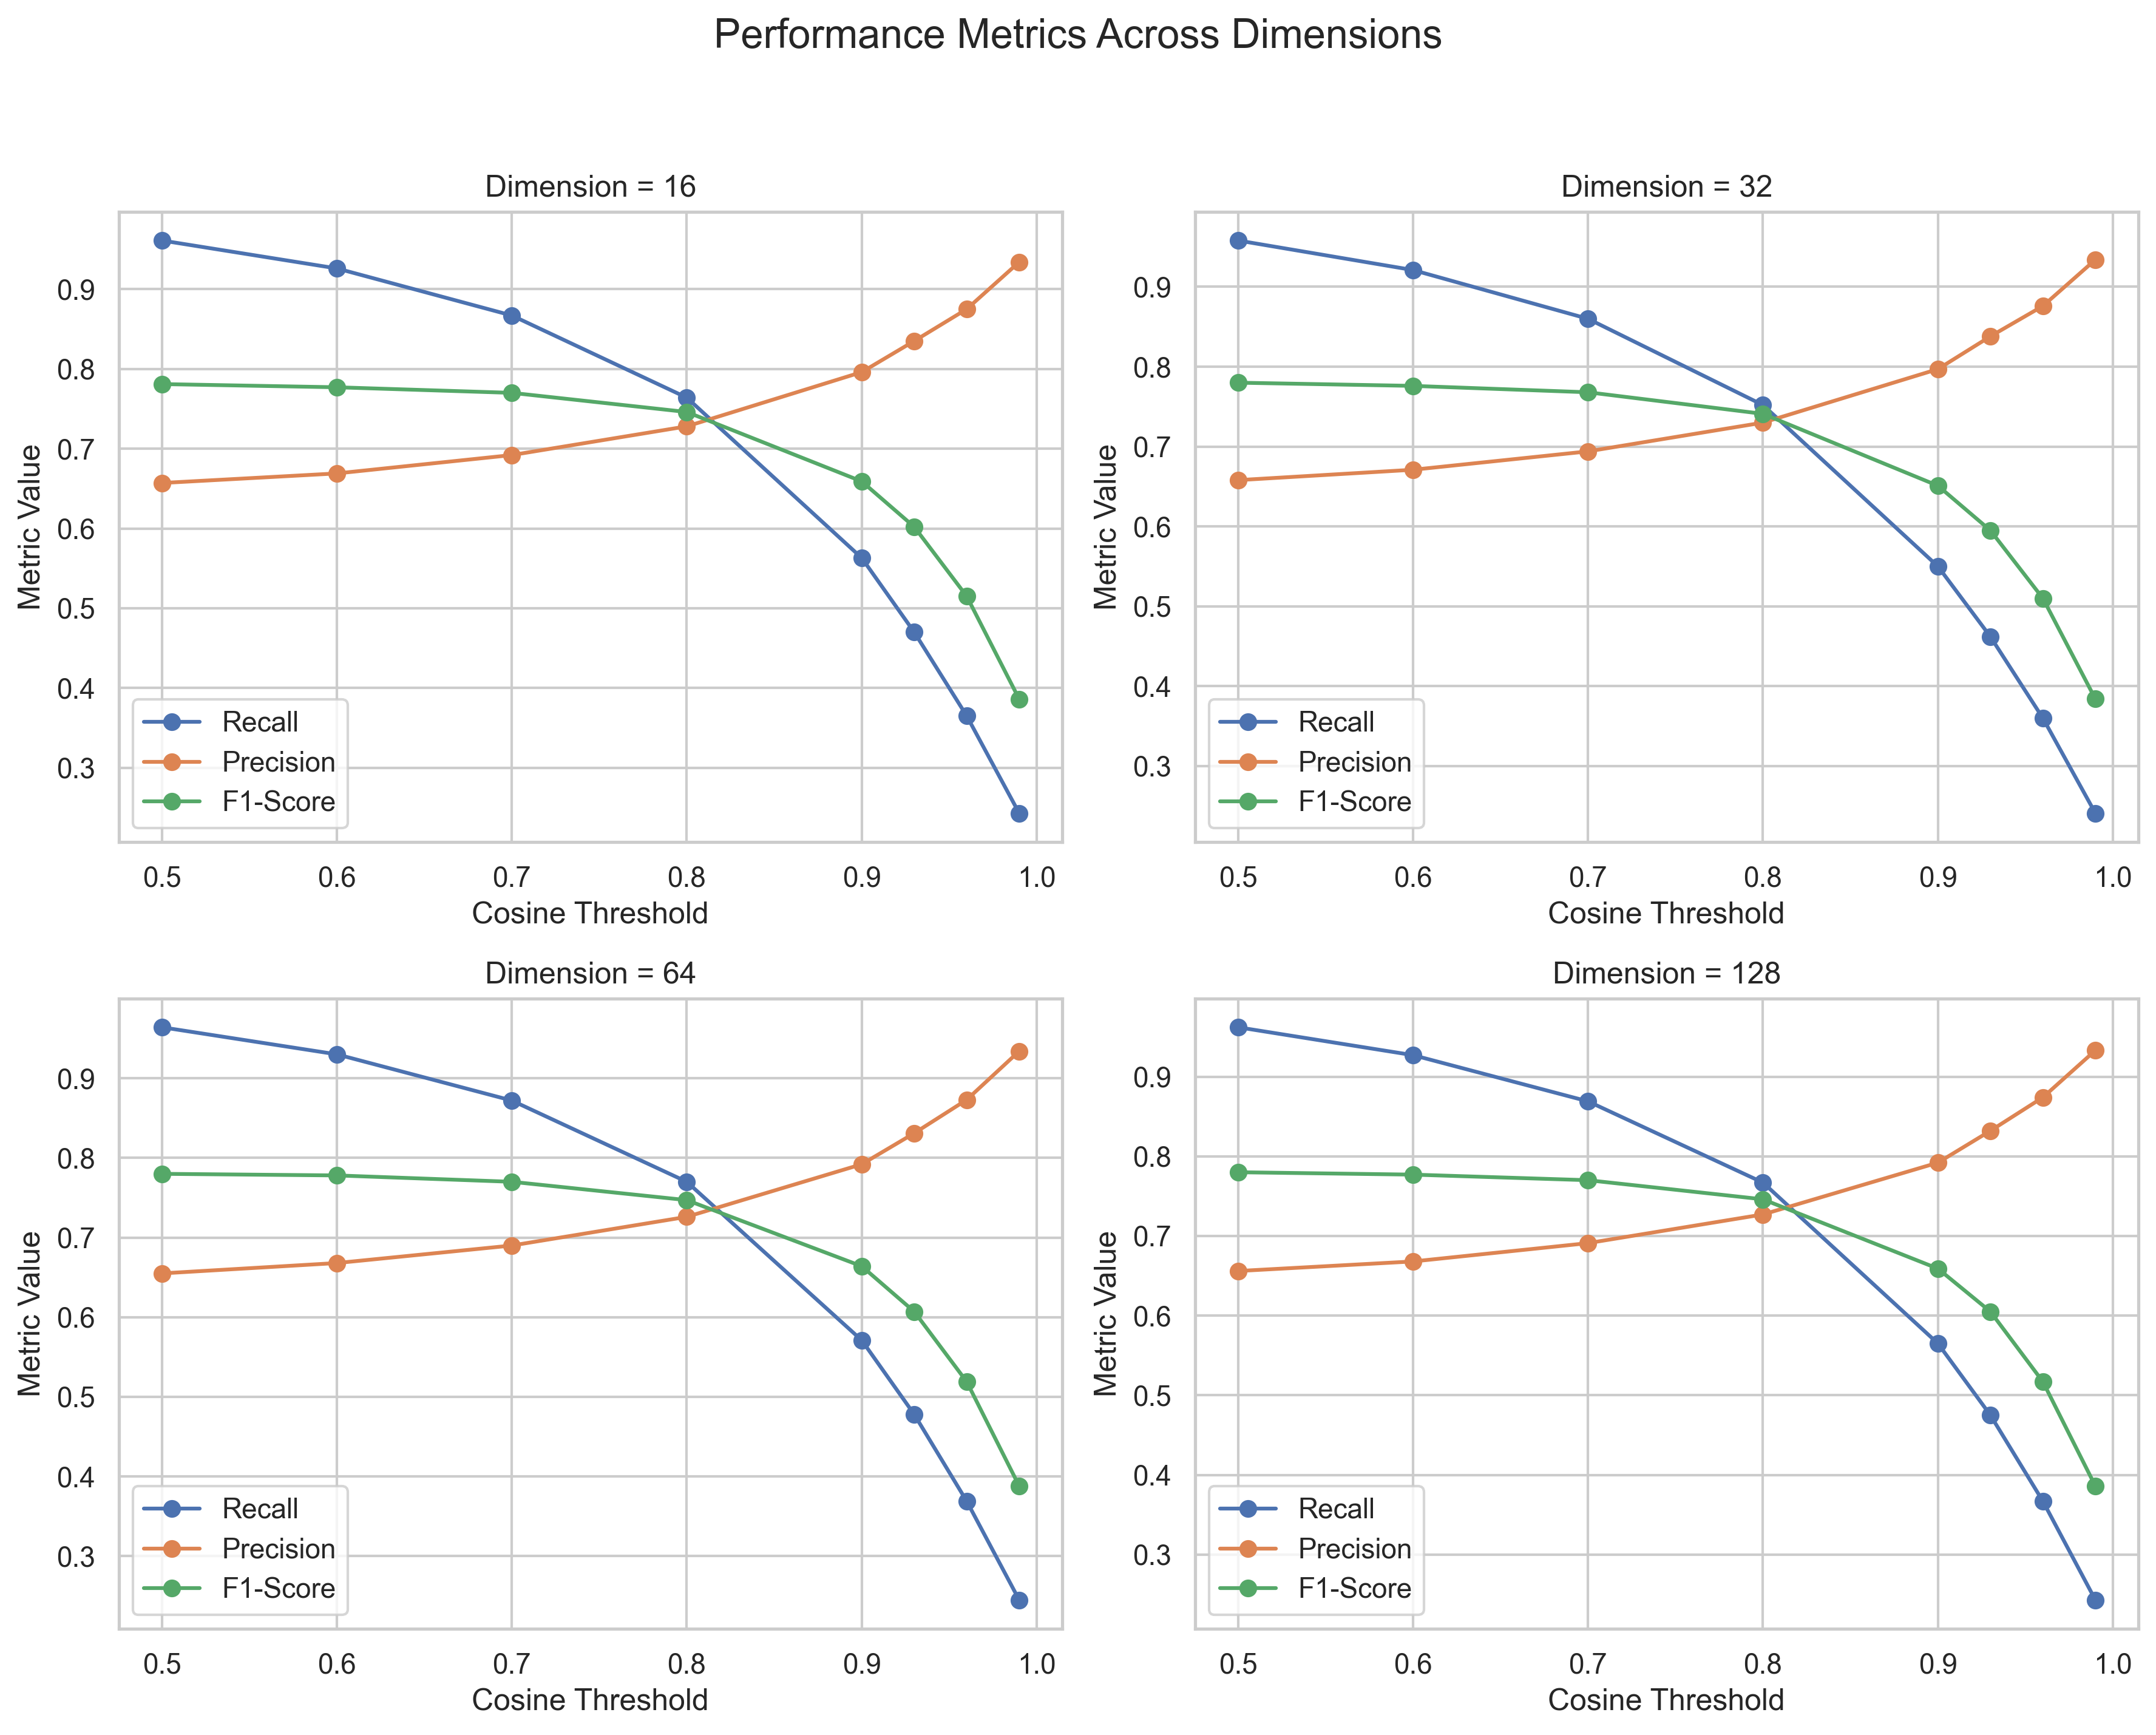 Performance Metrics Across Dimensions
Dimension = 16
Metric Value
0.9
0.8
0.7
0.6
0.5
0.4
0.3
Recall
Precision
F1-Score
0.5 0.6 0.7 0.8 0.9 1.0
Cosine Threshold
Dimension = 32
Metric Value
0.9
0.8
0.7
0.6
0.5
0.4
0.3
Recall
Precision
F1-Score
0.5 0.6 0.7 0.8 0.9 1.0
Cosine Threshold
Dimension = 64
Metric Value
0.9
0.8
0.7
0.6
0.5
0.4
0.3
Recall
Precision
F1-Score
0.5 0.6 0.7 0.8 0.9 1.0
Cosine Threshold
Dimension = 128
Metric Value
0.9
0.8
0.7
0.6
0.5
0.4
0.3
Recall
Precision
F1-Score
0.5 0.6 0.7 0.8 0.9 1.0
Cosine Threshold